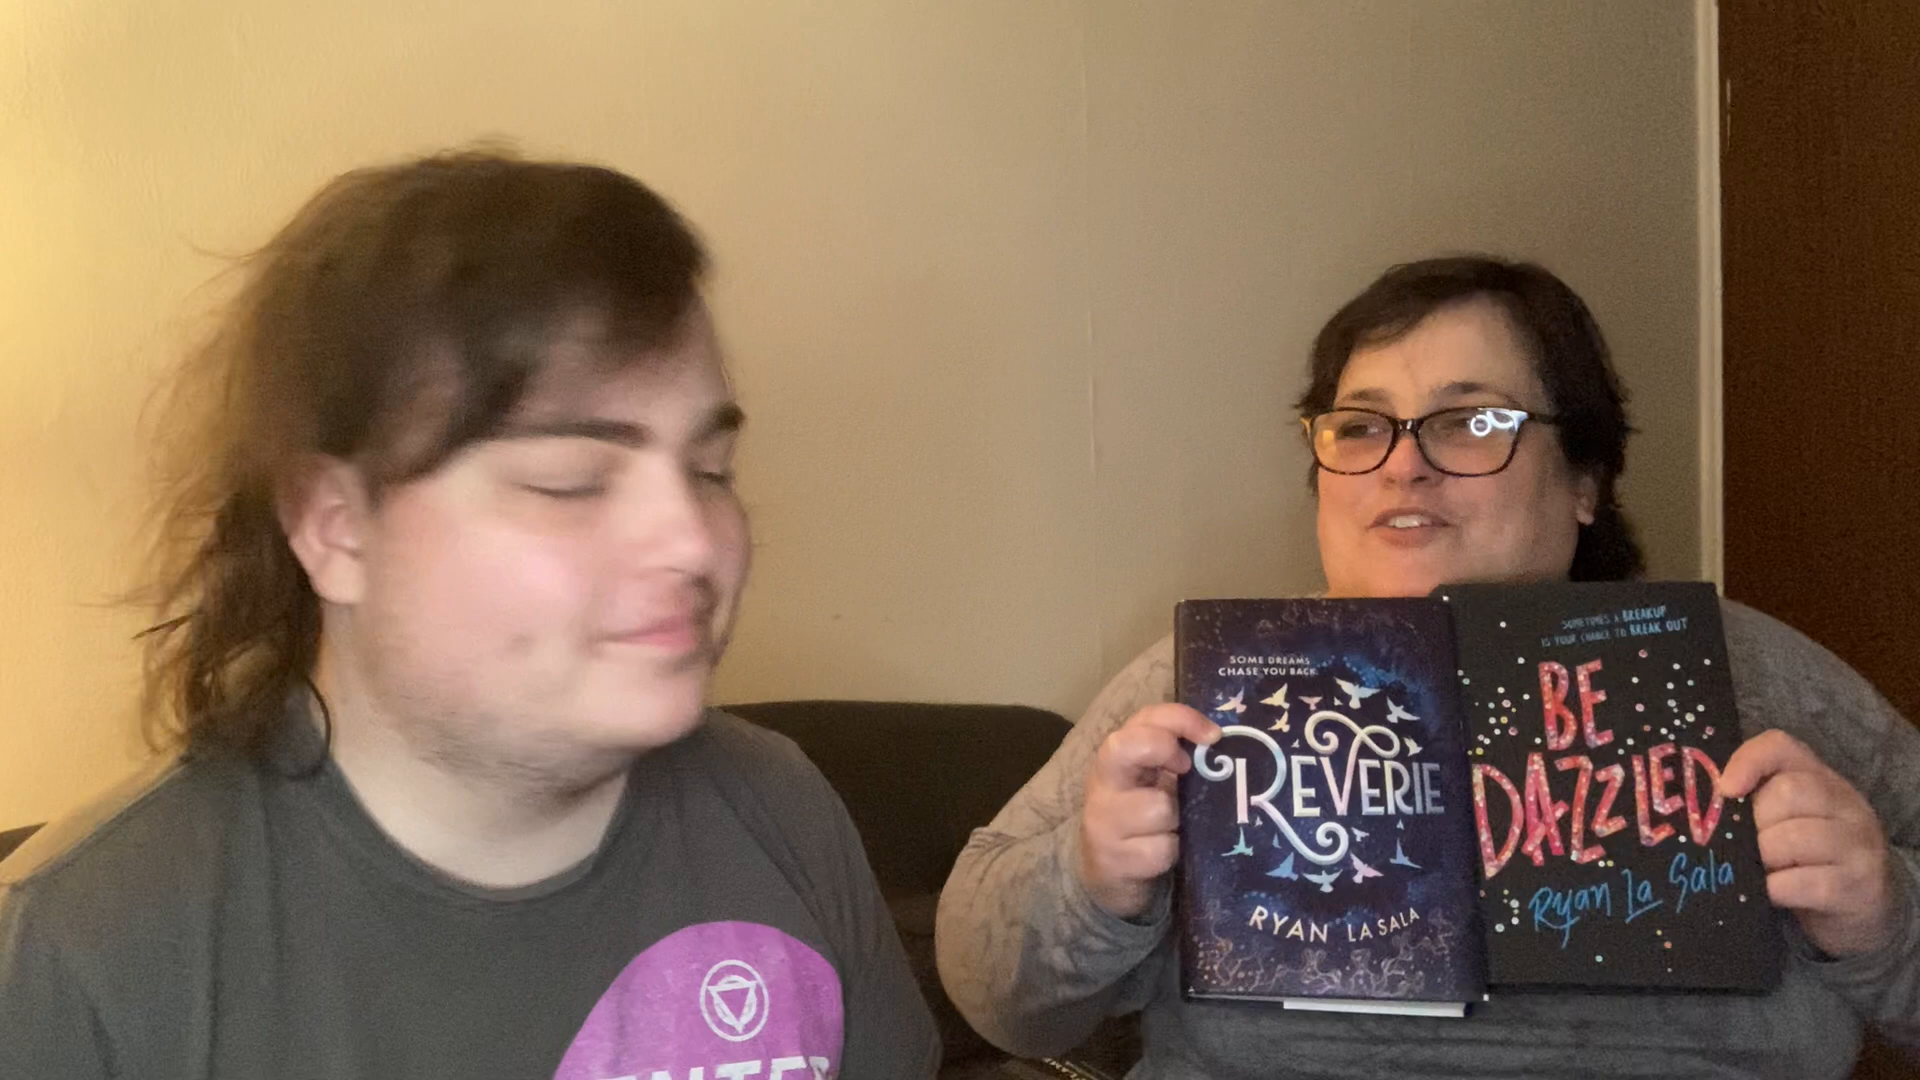 SOME DREAMS
CHASE YOU BACK
REVERIE
RYAN LA SALA
SOMETIMES A BREAKUP
IS YOUR CHANCE TO BREAK OUT
BE
DAZZLED
Ryan La Sala